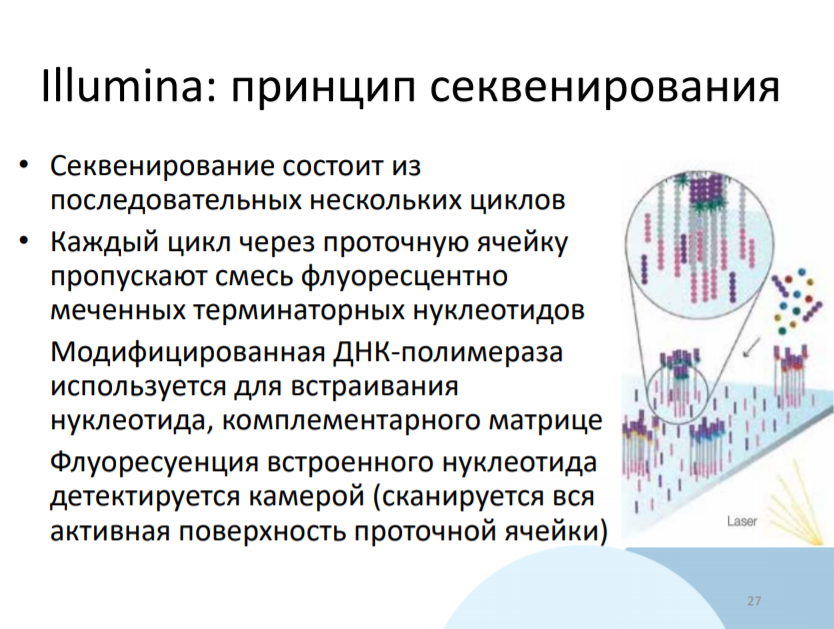 Illumina: принцип секвенирования
• Секвенирование состоит из
последовательных нескольких циклов
• Каждый цикл через проточную ячейку
пропускают смесь флуоресцентно
меченных терминаторных нуклеотидов
Модифицированная ДНК-полимераза
используется для встраивания
нуклеотида, комплементарного матрице
Флуоресуенция встроенного нуклеотида
детектируется камерой (сканируется вся
активная поверхность проточной ячейки)
Laser
27